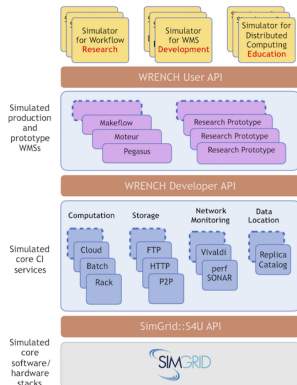 Simulator
for Workflow
Research
Simulator
for WMS
Development
Simulator for
Distributed
Computing
Education
WRENCH User API
Simulated
production
and
prototype
WMSs
Makeflow
Moteur
Pegasus
Research Prototype
Research Prototype
Research Prototype
WRENCH Developer API
Simulated
core CI
services
Computation
Cloud
Batch
Rack
Storage
FTP
HTTP
P2P
Network
Monitoring
Vivaldi
perf
SONAR
Data
Location
Replica
Catalog
SimGrid::S4U API
Simulated
core
software/
hardware
stacks
SIMGRID